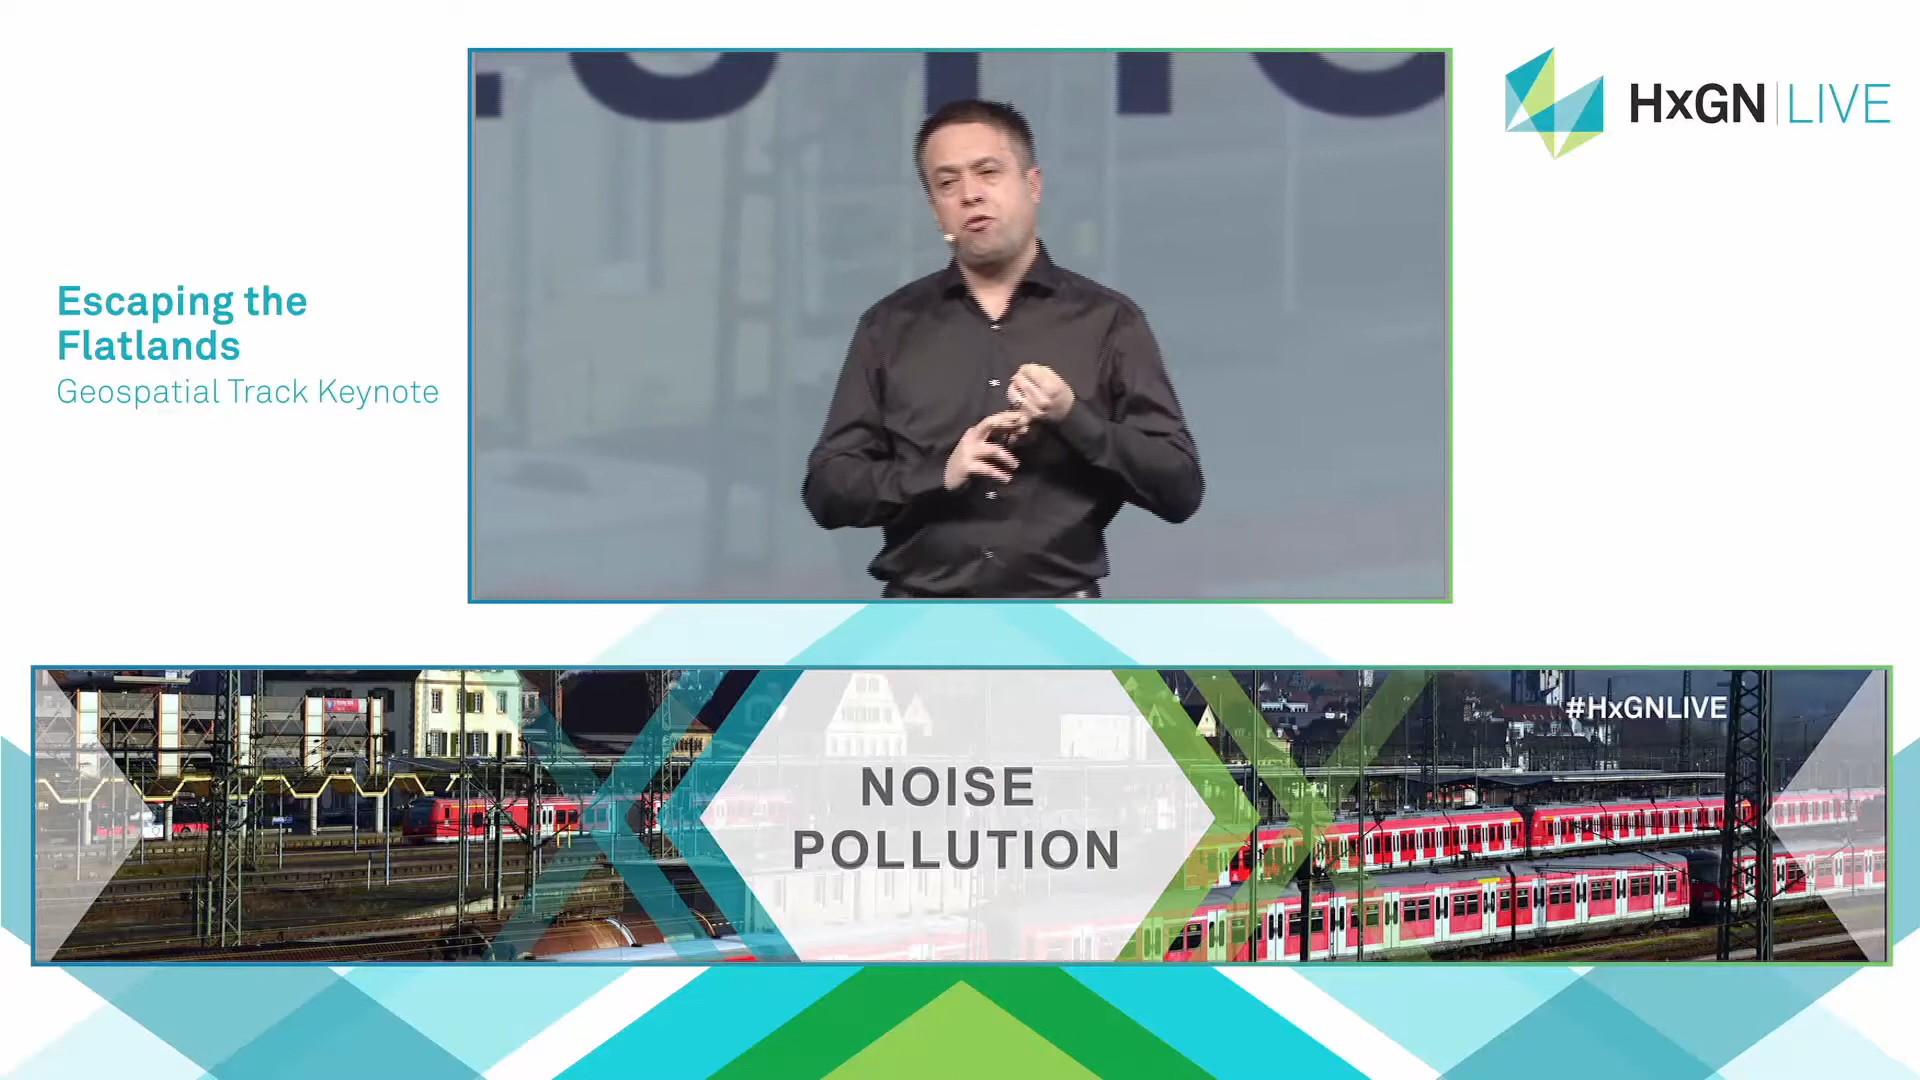 HxGN LIVE
Escaping the
Flatlands
Geospatial Track Keynote
#HxGNLIVE
NOISE
POLLUTION